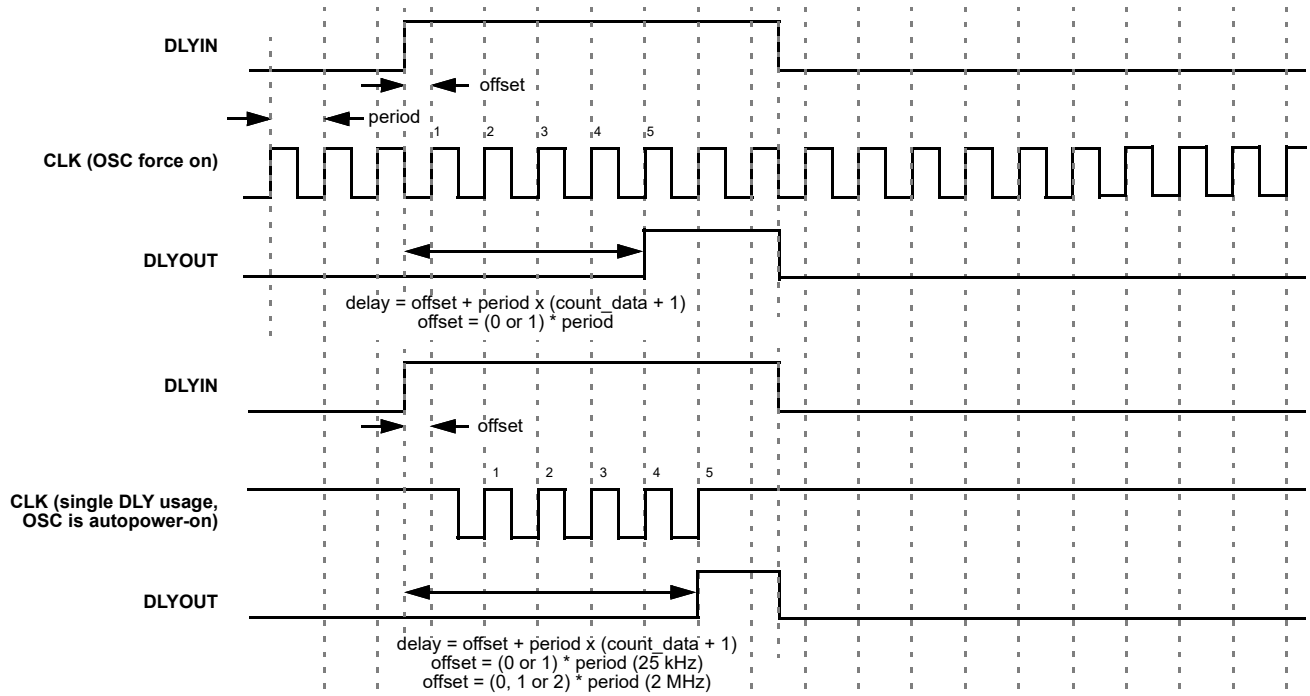 DLYIN
offset
period
1 2 3 4 5
CLK (OSC force on)
DLYOUT
delay = offset + period x (count_data + 1)
offset = (0 or 1) * period
DLYIN
offset
1 2 3 4 5
CLK (single DLY usage,
OSC is autopower-on)
DLYOUT
delay = offset + period x (count_data + 1)
offset = (0 or 1) * period (25 kHz)
offset = (0, 1 or 2) * period (2 MHz)